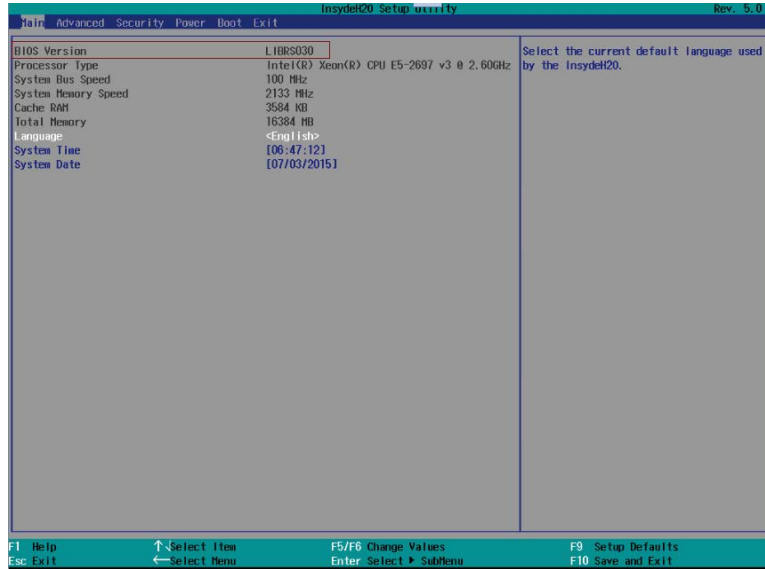 InsydeH20 Setup Utility Rev. 5.0
Main Advanced Security Power Boot Exit
BIOS Version LIBRS030
Processor Type Intel(R) Xeon(R) CPU E5-2697 v3 @ 2.60GHz
System Bus Speed 100 MHz
System Memory Speed 2133 MHz
Cache RAM 3584 KB
Total Memory 16384 MB
Language <English>
System Time [06:47:12]
System Date [07/03/2015]
Select the current default language used
by the InsydeH20.
F1 Help ↑↓Select Item F5/F6 Change Values F9 Setup Defaults
Esc Exit ←Select Menu Enter Select ▶ SubMenu F10 Save and Exit